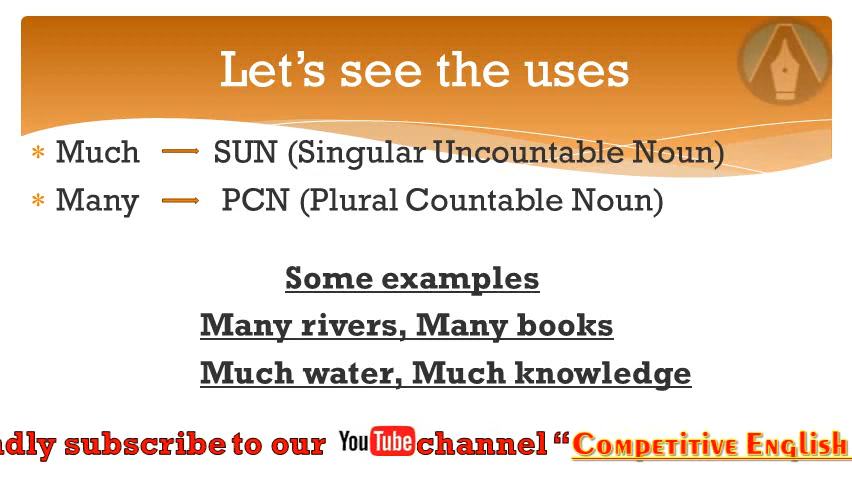 Let's see the uses
Much SUN (Singular Uncountable Noun)
Many PCN (Plural Countable Noun)
Some examples
Many rivers, Many books
Much water, Much knowledge
subscribe to our YouTube channel “Competitive English